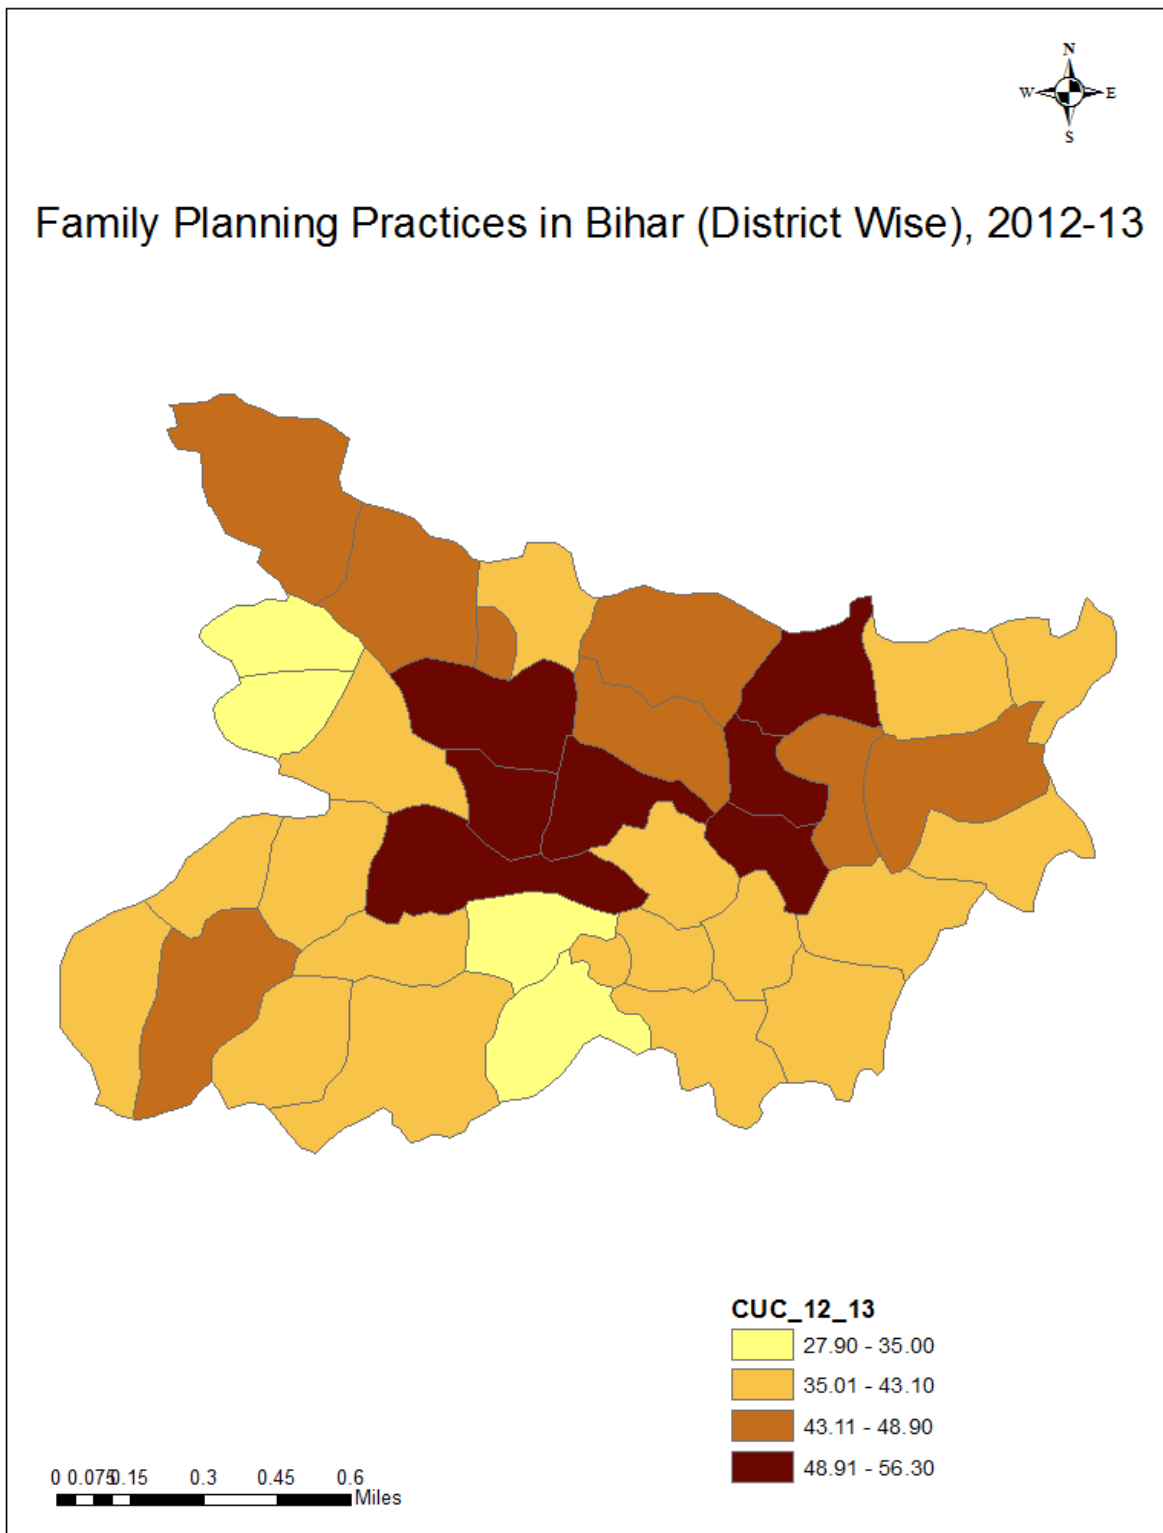 N
W E
S
Family Planning Practices in Bihar (District Wise), 2012-13
CUC_12_13
27.90 - 35.00
35.01 - 43.10
43.11 - 48.90
48.91 - 56.30
0 0.075 0.15 0.3 0.45 0.6
Miles